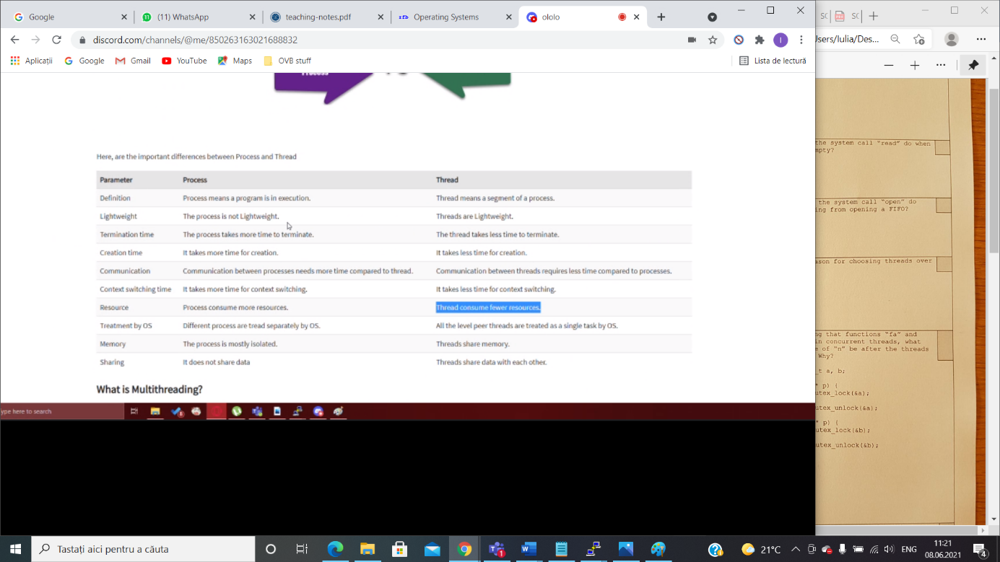 Google
(11) WhatsApp
teaching-notes.pdf
Operating Systems
ololo
discord.com/channels/@me/850263163021688832
Jsers/Iulia/Des...
Aplicații
Google
Gmail
YouTube
Maps
OVB stuff
Lista de lectură
Process
Here, are the important differences between Process and Thread
Parameter Process Thread
Definition Process means a program is in execution. Thread means a segment of a process.
Lightweight The process is not Lightweight. Threads are Lightweight.
Termination time The process takes more time to terminate. The thread takes less time to terminate.
Creation time It takes more time for creation. It takes less time for creation.
Communication Communication between processes needs more time compared to thread. Communication between threads requires less time compared to processes.
Context switching time It takes more time for context switching. It takes less time for context switching.
Resource Process consume more resources. Thread consume fewer resources.
Treatment by OS Different process are tread separately by OS. All the level peer threads are treated as a single task by OS.
Memory The process is mostly isolated. Threads share memory.
Sharing It does not share data Threads share data with each other.
What is Multithreading?
ype here to search
the system call "read" do when
mpty?
the system call "open" do
ng from opening a FIFO?
ason for choosing threads over
ng that functions "fa" and
in concurrent threads, what
e of "n" be after the threads
Why?
_t a, b;
* p) {
utex_lock(&a);
utex_unlock(&a);
* p) {
utex_lock(&b);
utex_unlock(&b);
Tastați aici pentru a căuta
21°C
ENG
11:21
08.06.2021
4